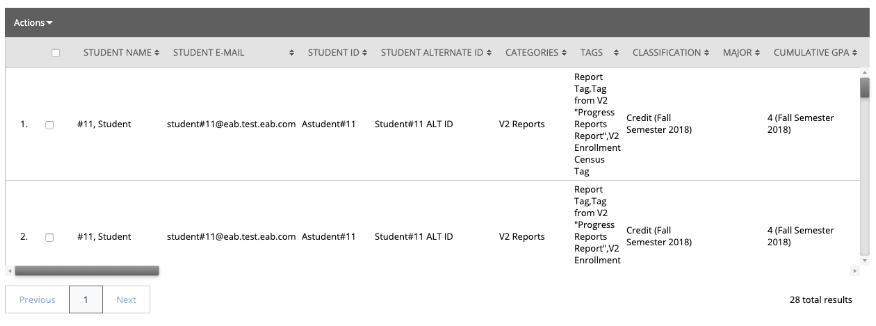 Actions
STUDENT NAME STUDENT E-MAIL STUDENT ID STUDENT ALTERNATE ID CATEGORIES TAGS CLASSIFICATION MAJOR CUMULATIVE GPA
1. #11, Student student#11@eab.test.eab.com Astudent#11 Student#11 ALT ID V2 Reports
Report
Tag,Tag
from V2
"Progress
Reports
Report",V2
Enrollment
Census
Tag
Credit (Fall
Semester 2018)
4 (Fall Semester
2018)
2. #11, Student student#11@eab.test.eab.com Astudent#11 Student#11 ALT ID V2 Reports
Report
Tag,Tag
from V2
"Progress
Reports
Report",V2
Enrollment
Credit (Fall
Semester 2018)
4 (Fall Semester
2018)
Previous 1 Next
28 total results